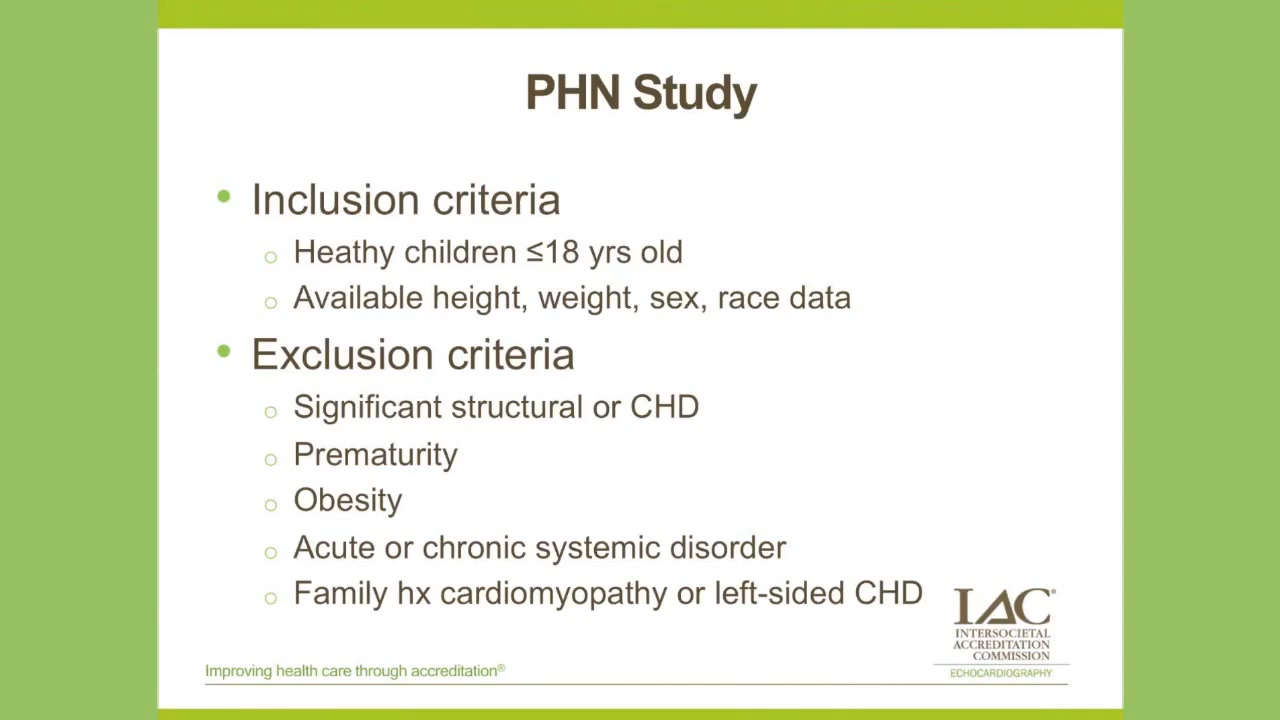 PHN Study
• Inclusion criteria
o Heathy children ≤18 yrs old
o Available height, weight, sex, race data
• Exclusion criteria
o Significant structural or CHD
o Prematurity
o Obesity
o Acute or chronic systemic disorder
o Family hx cardiomyopathy or left-sided CHD
IAC®
INTERSOCIETAL
ACCREDITATION
COMMISSION
ECHOCARDIOGRAPHY
Improving health care through accreditation®